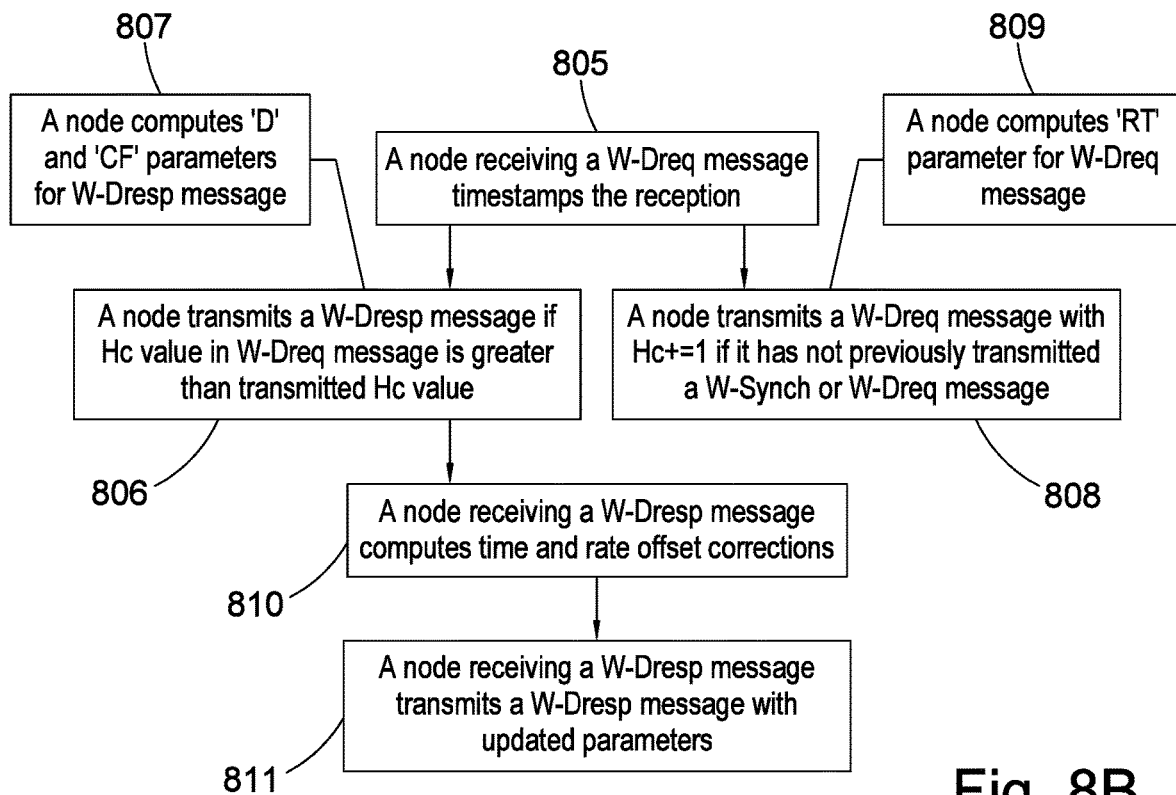 807
805
809
A node computes 'D'
and 'CF' parameters
for W-Dresp message
A node receiving a W-Dreq message
timestamps the reception
A node computes 'RT'
parameter for W-Dreq
message
A node transmits a W-Dresp message if
Hc value in W-Dreq message is greater
than transmitted Hc value
A node transmits a W-Dreq message with
Hc+=1 if it has not previously transmitted
a W-Synch or W-Dreq message
806
808
A node receiving a W-Dresp message
computes time and rate offset corrections
810
A node receiving a W-Dresp message
transmits a W-Dresp message with
updated parameters
811
Fig. 8B